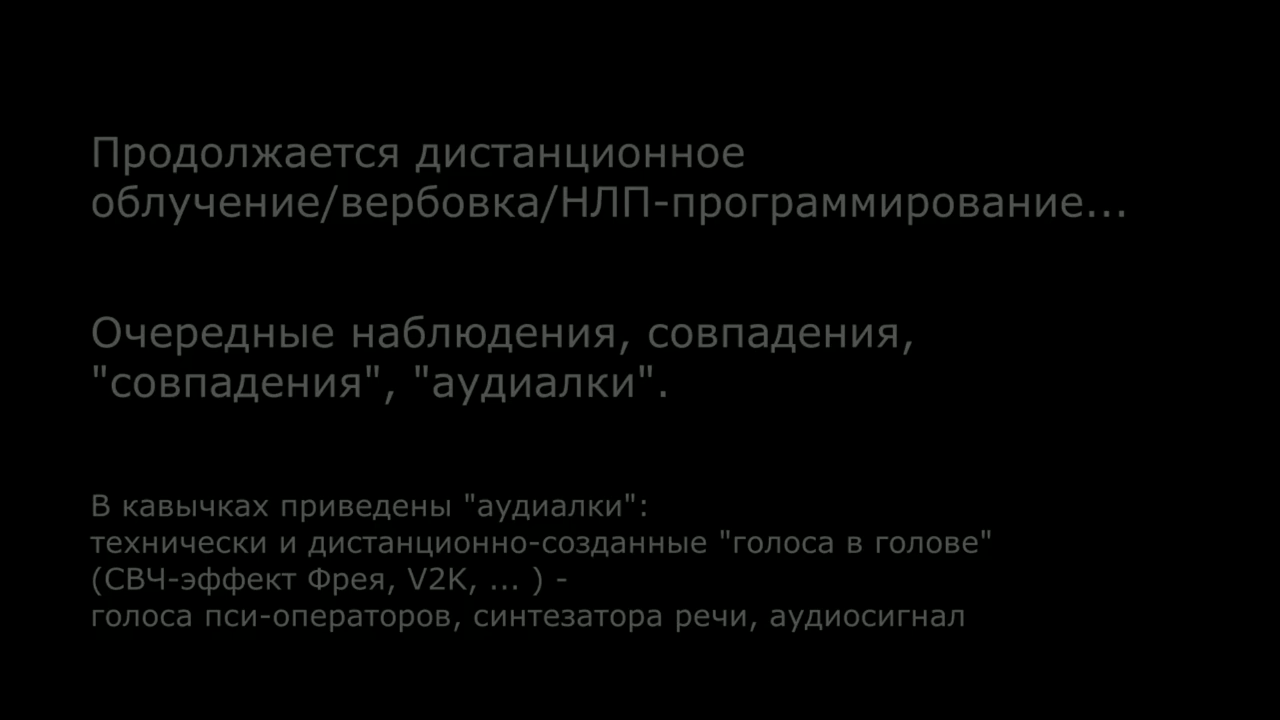 Продолжается дистанционное
облучение/вербовка/НЛП-программирование...
Очередные наблюдения, совпадения,
"совпадения", "аудиалки".
В кавычках приведены "аудиалки":
технически и дистанционно-созданные "голоса в голове"
(СВЧ-эффект Фрея, V2K, ... ) -
голоса пси-операторов, синтезатора речи, аудиосигнал